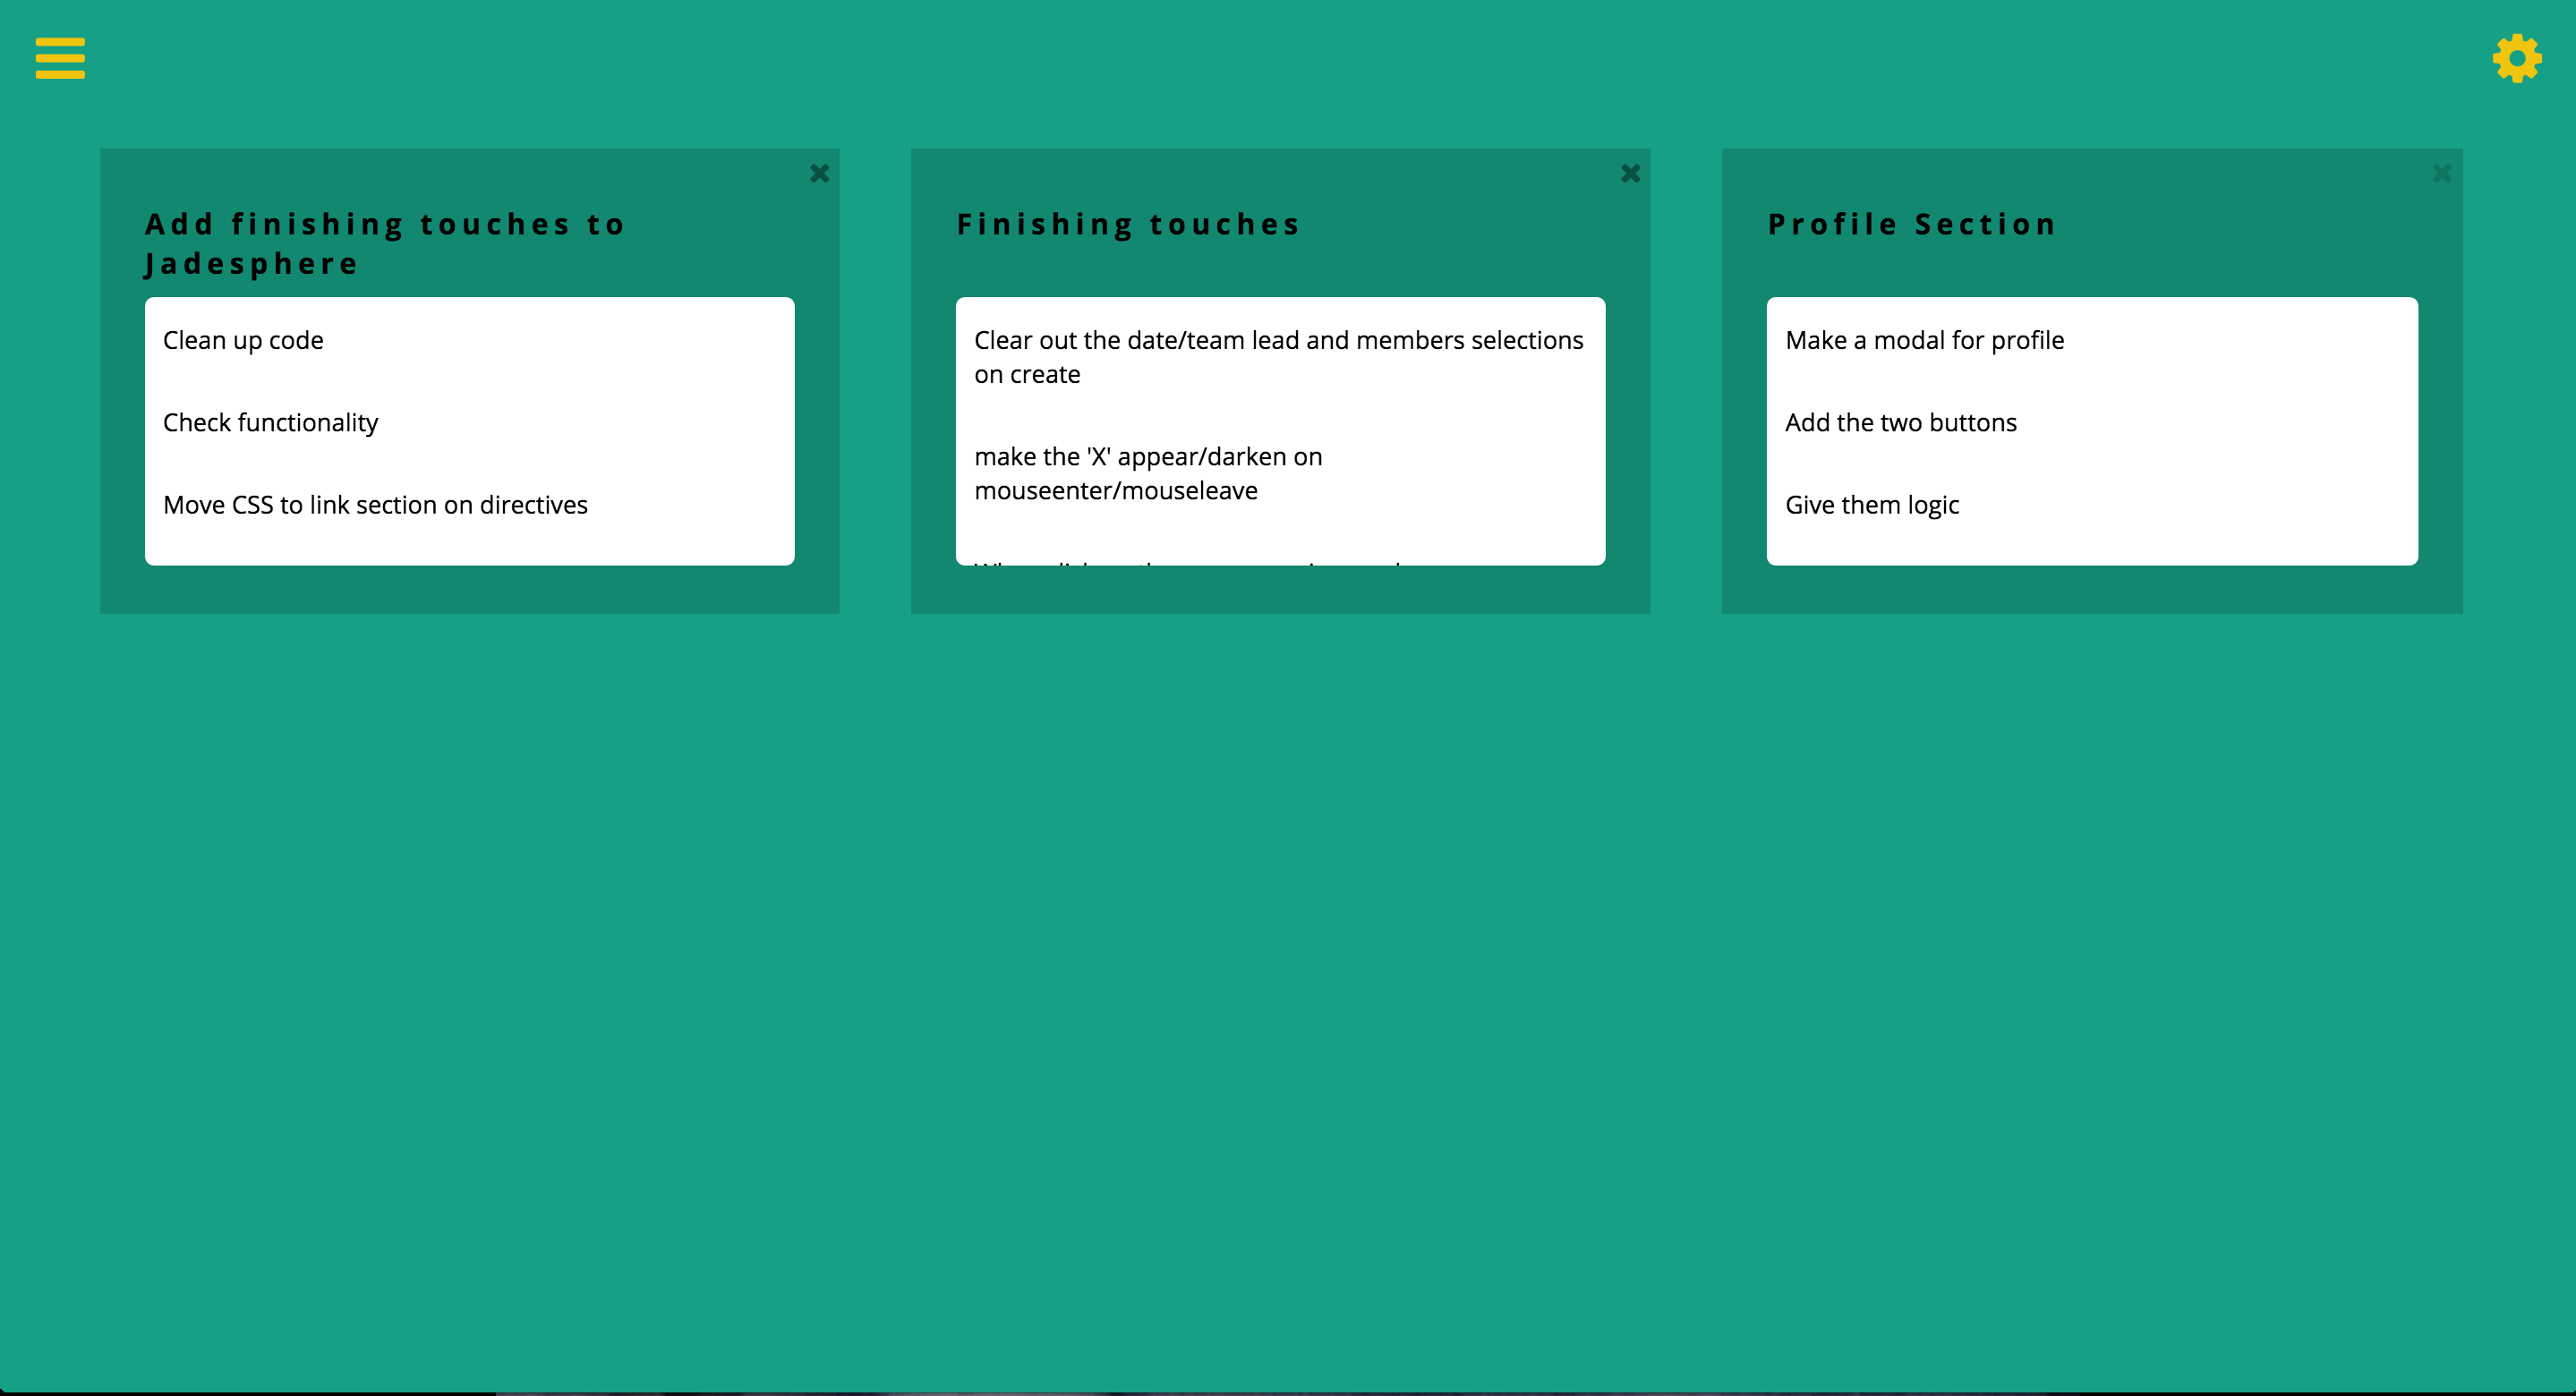 Add finishing touches to
Jadesphere
Clean up code
Check functionality
Move CSS to link section on directives
Finishing touches
Clear out the date/team lead and members selections
on create
make the 'X' appear/darken on
mouseenter/mouseleave
Profile Section
Make a modal for profile
Add the two buttons
Give them logic